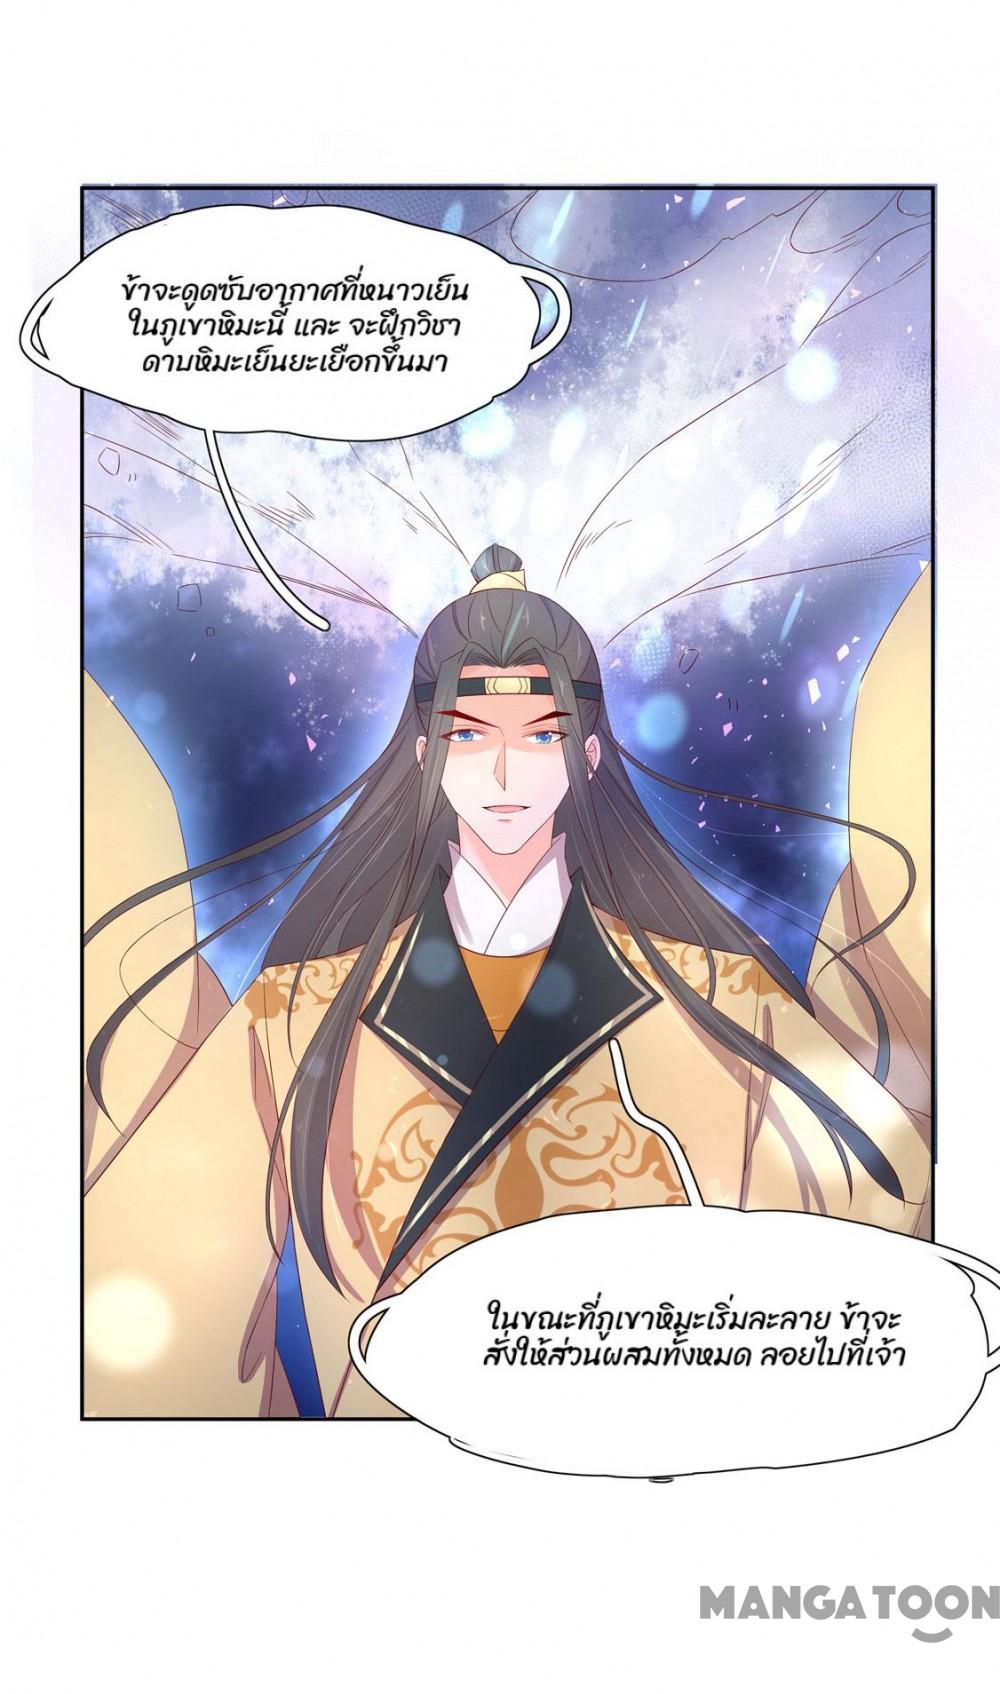 ข้าจะดูดซับอากาศที่หนาวเย็น
ในภูเขาหิมะนี้ และ จะฝึกวิชา
ดาบหิมะเย็นยะเยือกขึ้นมา
ในขณะที่ภูเขาหิมะเริ่มละลาย ข้าจะ
สั่งให้ส่วนผสมทั้งหมด ลอยไปที่เจ้า
MANGATOON